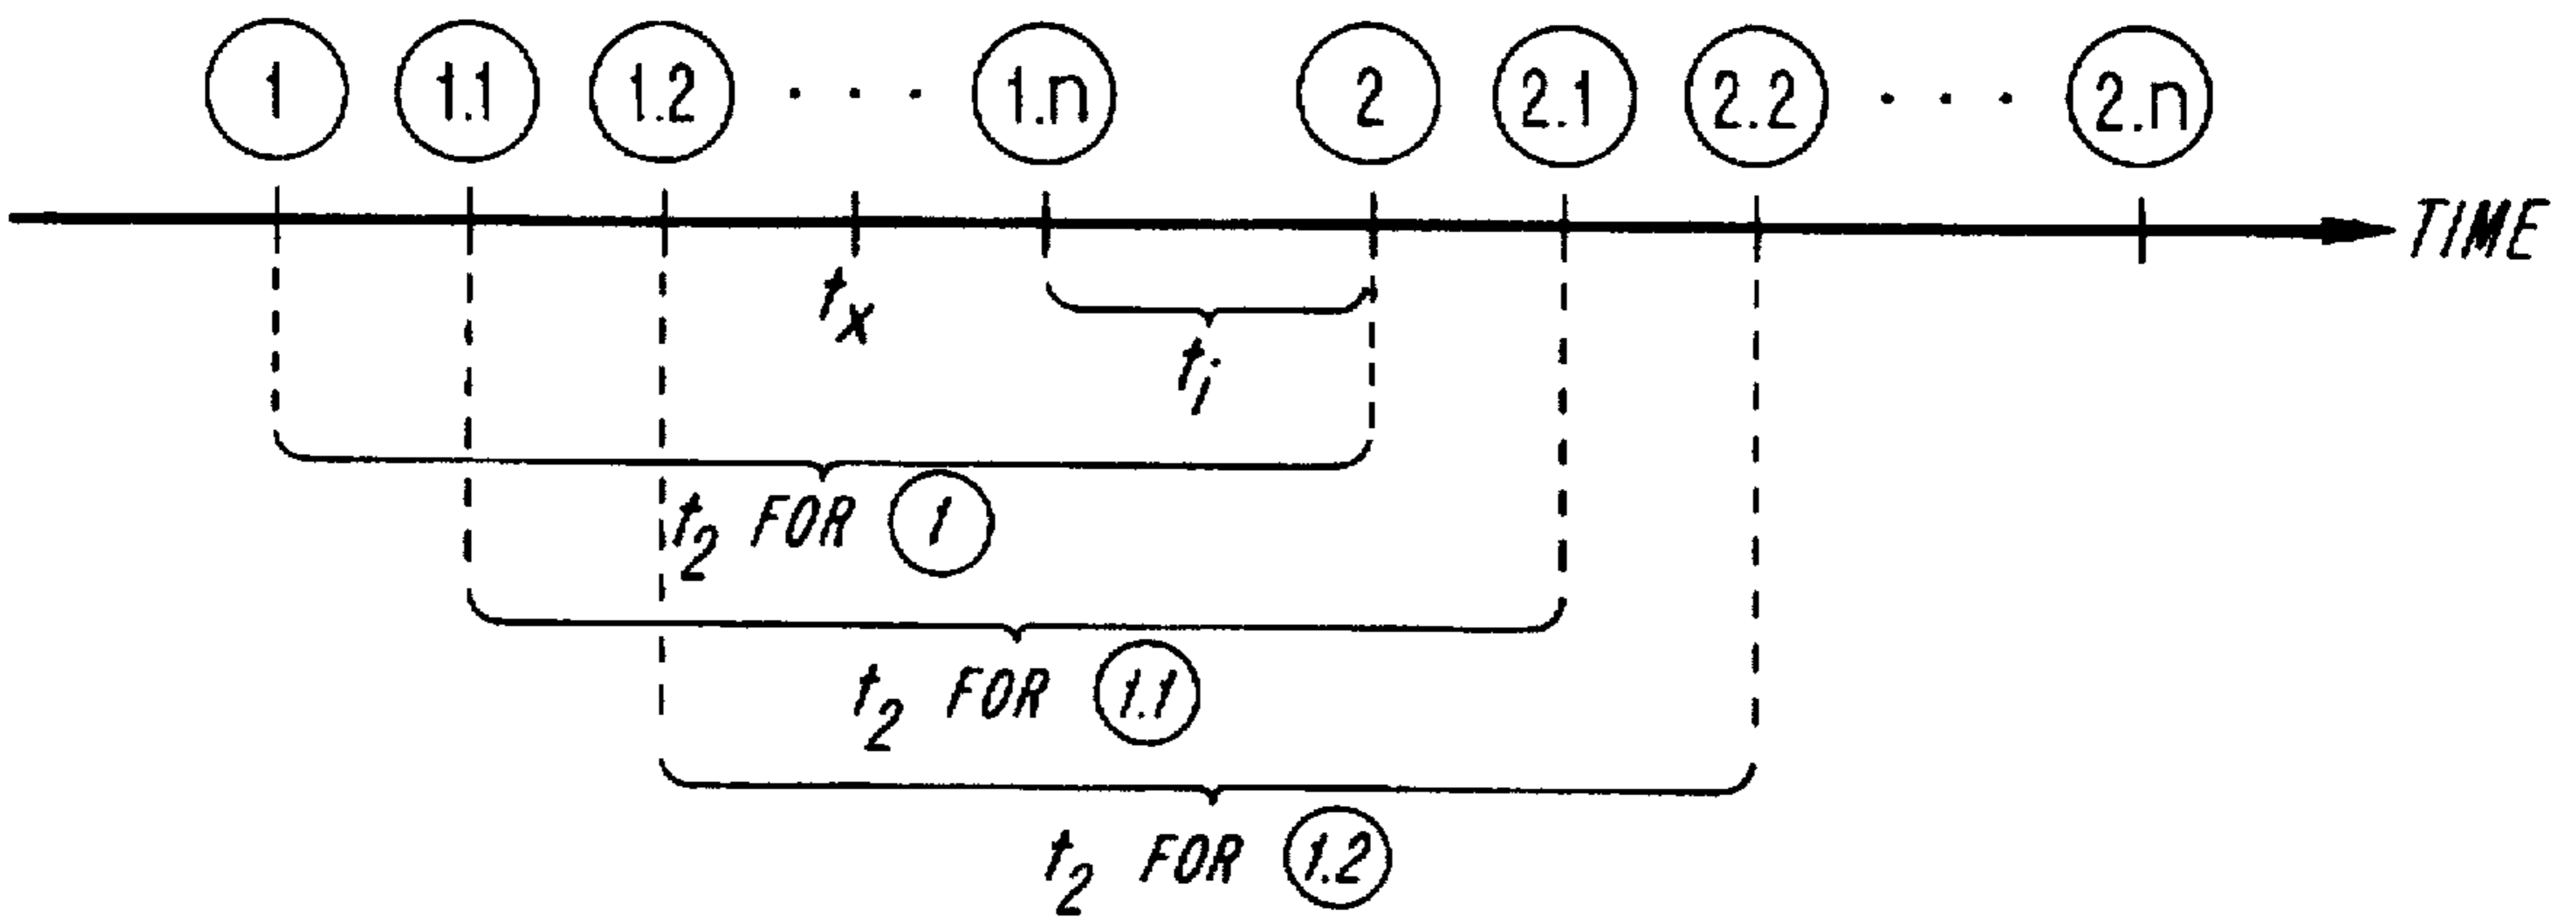 1 1.1 1.2 . . . 1.n 2 2.1 2.2 . . . 2.n
TIME
tx
ti
t2 FOR 1
t2 FOR 1.1
t2 FOR 1.2